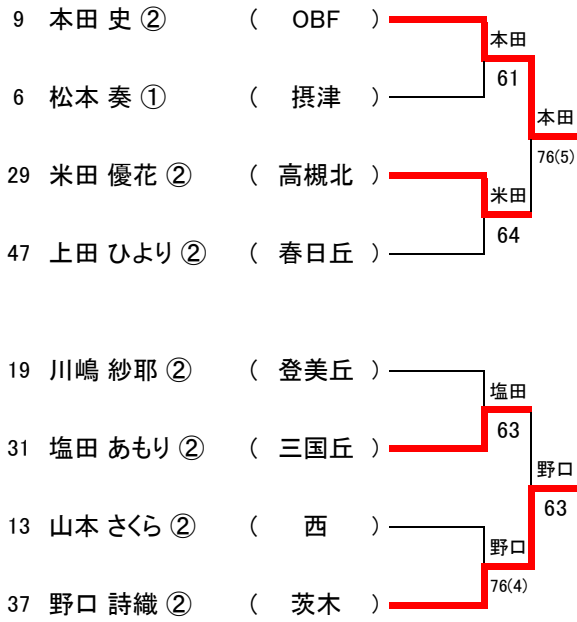 9 本田 史 ② ( OBF )
本田
61
6 松本 奏 ① ( 摂津 )
本田
76(5)
29 米田 優花 ② ( 高槻北 )
米田
64
47 上田 ひより ② ( 春日丘 )
19 川嶋 紗耶 ② ( 登美丘 )
塩田
63
31 塩田 あもり ② ( 三国丘 )
野口
63
13 山本 さくら ② ( 西 )
野口
76(4)
37 野口 詩織 ② ( 茨木 )